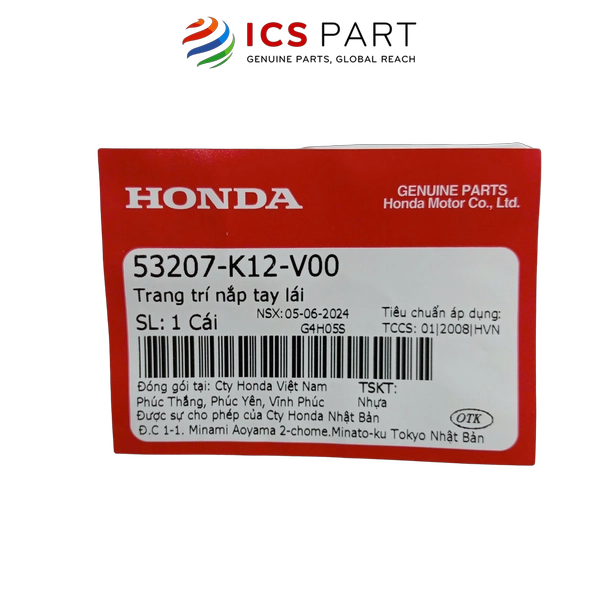 ICS PART
GENUINE PARTS, GLOBAL REACH
HONDA
GENUINE PARTS
Honda Motor Co., Ltd.
53207-K12-V00
Trang trí nắp tay lái
SL: 1 Cái
NSX: 05-06-2024
G4H05S
Tiêu chuẩn áp dụng:
TCCS: 01|2008|HVN
Đóng gói tại: Cty Honda Việt Nam
TSKT:
Phúc Thắng, Phúc Yên, Vĩnh Phúc
Nhựa
Được sự cho phép của Cty Honda Nhật Bản
OTK
Đ.C 1-1. Minami Aoyama 2-chome.Minato-ku Tokyo Nhật Bản